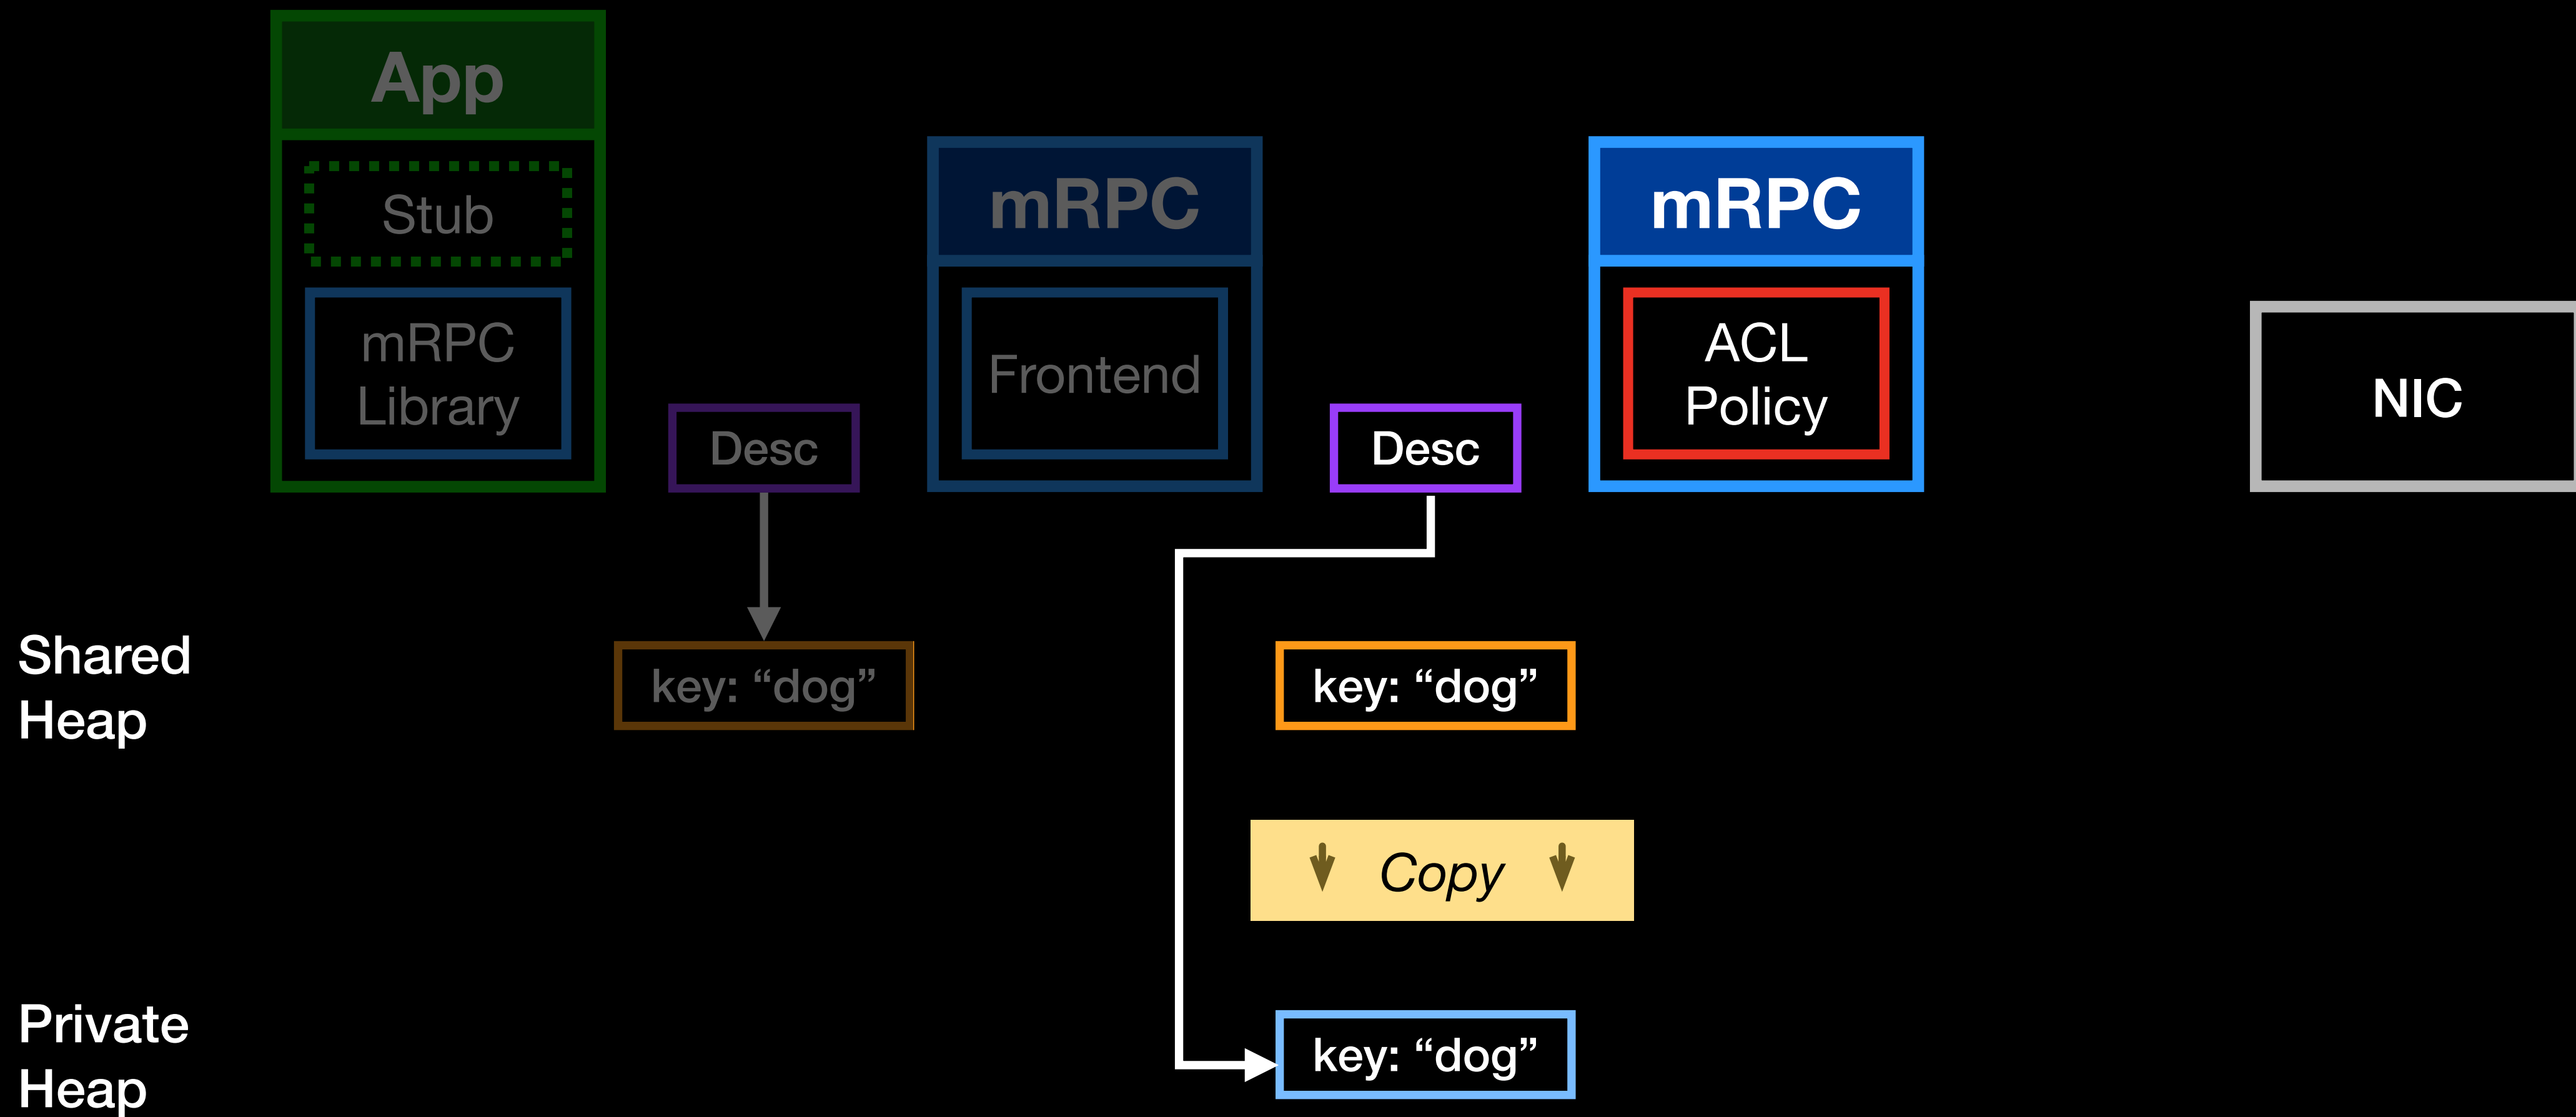 App
Stub
mRPC
Library
Desc
mRPC
Frontend
Desc
mRPC
ACL
Policy
NIC
Shared
Heap
key: “dog”
key: “dog”
Copy
Private
Heap
key: “dog”